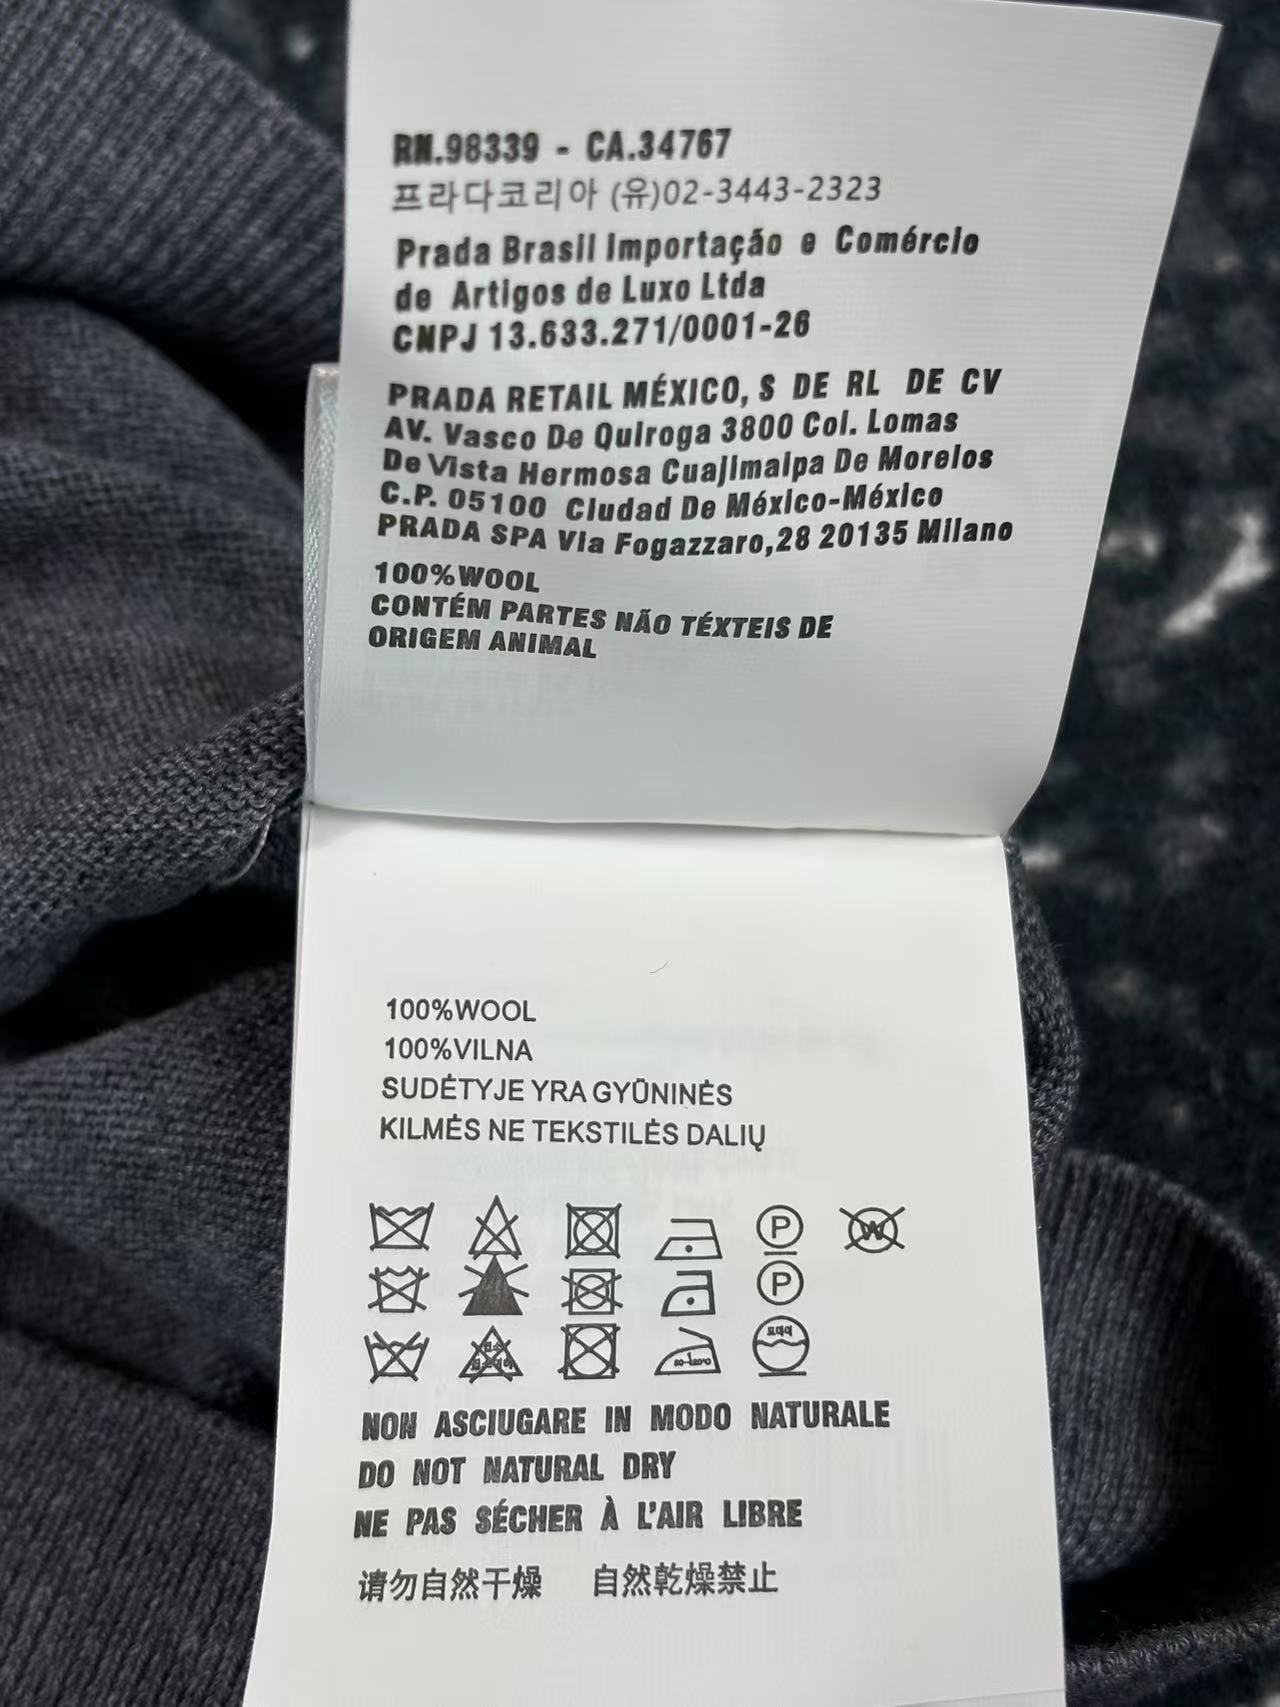 RN.98339 - CA.34767
프라다코리아 (유)02-3443-2323
Prada Brasil Importação e Comércio
de Artigos de Luxo Ltda
CNPJ 13.633.271/0001-26
PRADA RETAIL MÉXICO, S DE RL DE CV
AV. Vasco De Quiroga 3800 Col. Lomas
De Vista Hermosa Cuajimalpa De Morelos
C.P. 05100 Ciudad De México-México
PRADA SPA Via Fogazzaro,28 20135 Milano
100%WOOL
CONTÉM PARTES NÃO TÉXTEIS DE
ORIGEM ANIMAL
100%WOOL
100%VILNA
SUDĖTYJE YRA GYŪNINĖS
KILMĖS NE TEKSTILĖS DALIŲ
P W
P
NON ASCIUGARE IN MODO NATURALE
DO NOT NATURAL DRY
NE PAS SÉCHER À L'AIR LIBRE
请勿自然干燥 自然乾燥禁止